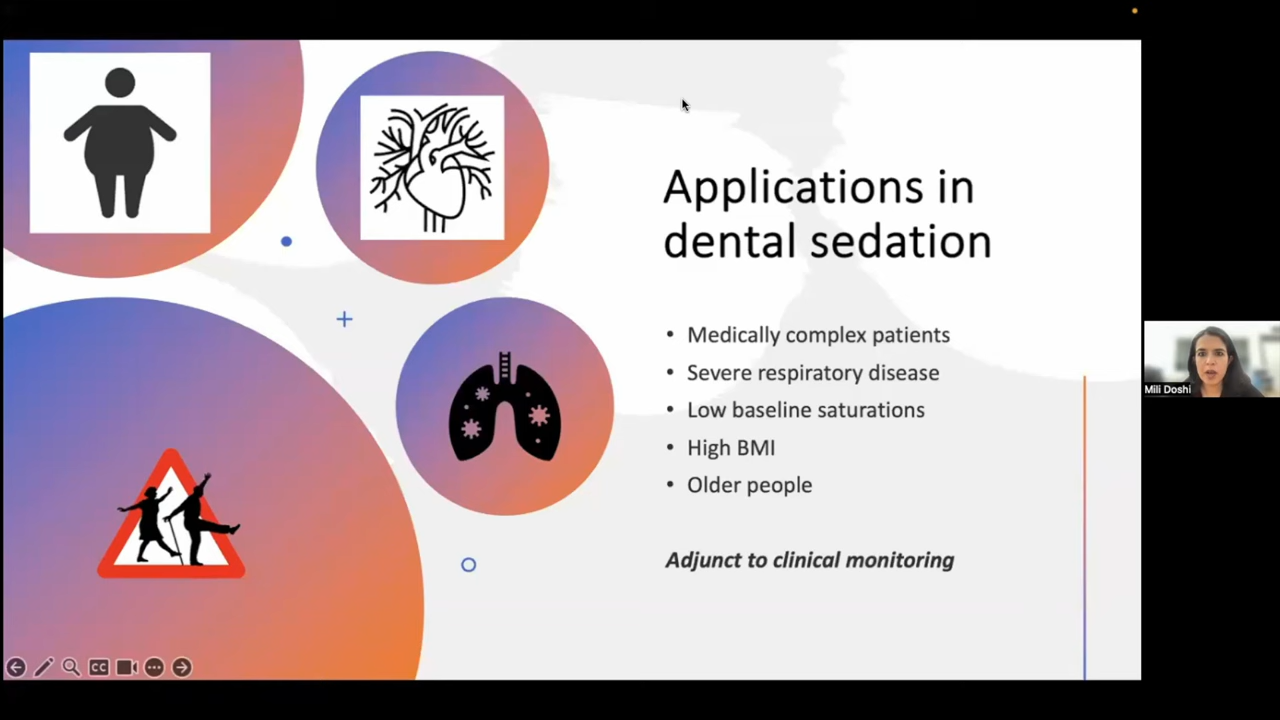 Applications in
dental sedation
• Medically complex patients
• Severe respiratory disease
• Low baseline saturations
• High BMI
• Older people
Adjunct to clinical monitoring
Mili Doshi
CC